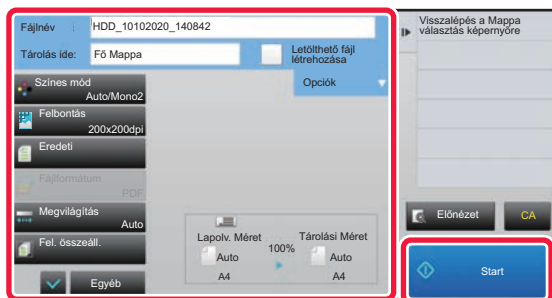 Fájlnév : HDD_10102020_140842
Tárolás ide: Fő Mappa
Letölthető fájl
létrehozása
Opciók
Színes mód
Auto/Mono2
Felbontás
200x200dpi
Eredeti
Fájlformátum
PDF
Megvilágítás
Auto
Fel. összeáll.
Egyéb
Lapolv. Méret
Auto
A4
100%
Tárolási Méret
Auto
A4
Visszalépés a Mappa
választás képernyőre
Előnézet
CA
Start